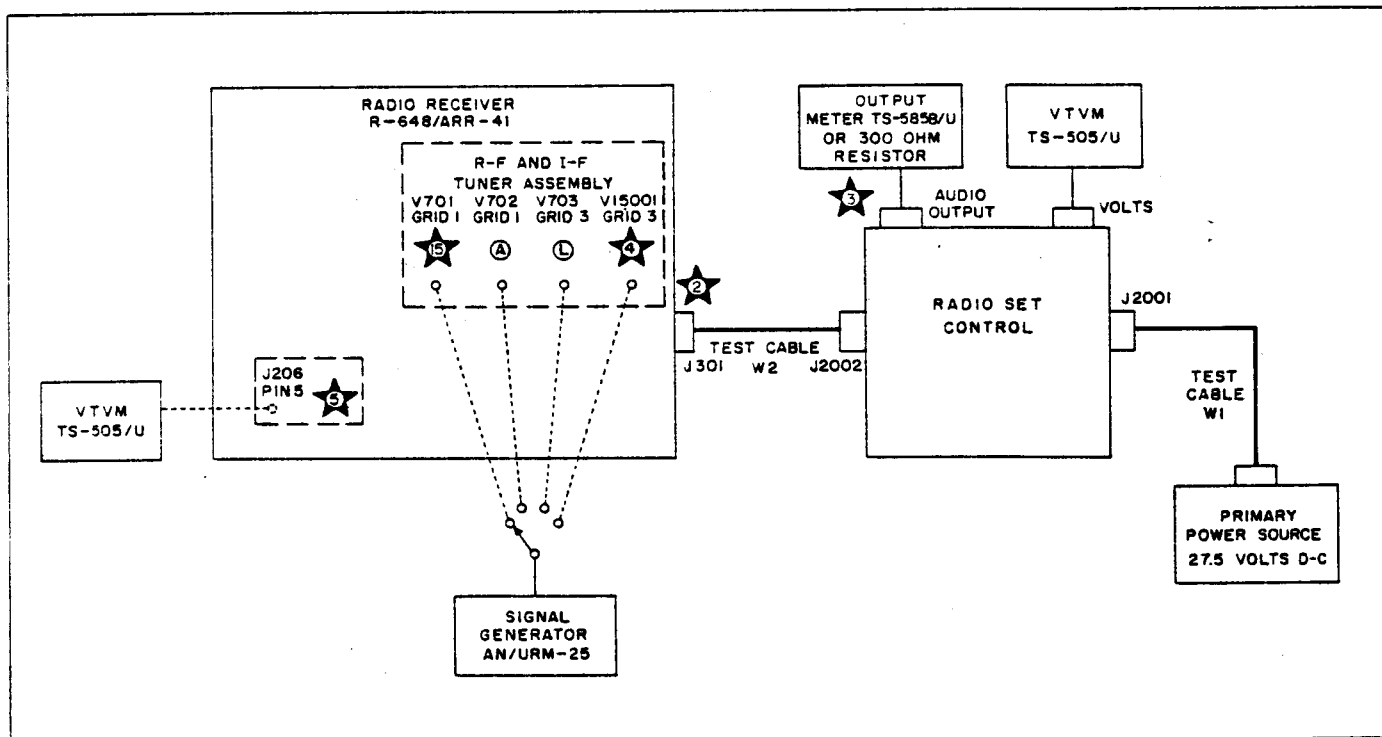 RADIO RECEIVER
R-648/ARR-41
R-F AND I-F
TUNER ASSEMBLY
V701 V702 V703 V15001
GRID 1 GRID 1 GRID 3 GRID 3
15 A L 4
J206
PIN 5
5
VTVM
TS-505/U
SIGNAL
GENERATOR
AN/URM-25
2
J301
TEST CABLE
W2
J2002
OUTPUT
METER TS-585B/U
OR 300 OHM
RESISTOR
3
AUDIO
OUTPUT
VTVM
TS-505/U
VOLTS
RADIO SET
CONTROL
J2001
TEST
CABLE
W1
PRIMARY
POWER SOURCE
27.5 VOLTS D-C